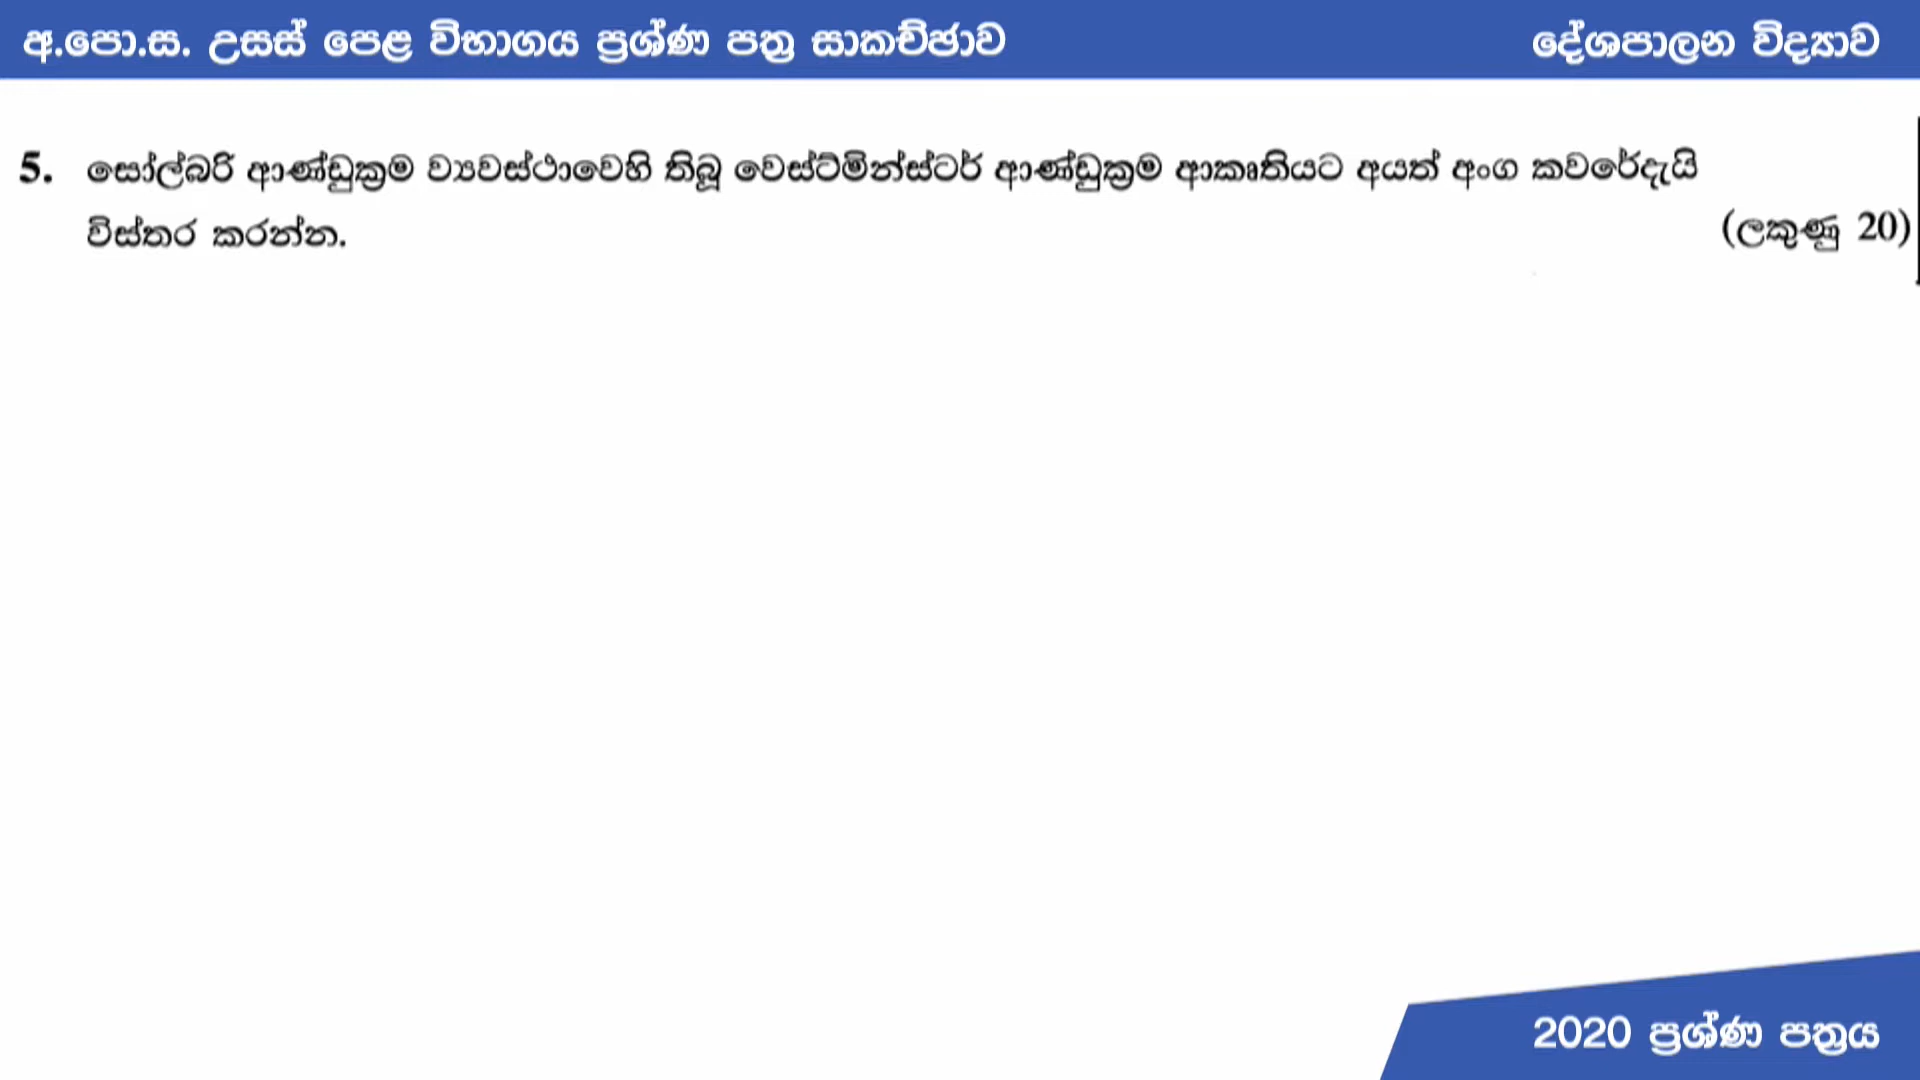 අ.පො.ස. උසස් පෙළ විභාගය ප්‍රශ්ණ පත්‍ර සාකච්ඡාව
දේශපාලන විද්‍යාව
5. සෝල්බරි ආණ්ඩුක්‍රම ව්‍යවස්ථාවෙහි තිබූ වෙස්ට්මින්ස්ටර් ආණ්ඩුක්‍රම ආකෘතියට අයත් අංග කවරේදැයි
විස්තර කරන්න. (ලකුණු 20)
2020 ප්‍රශ්ණ පත්‍රය